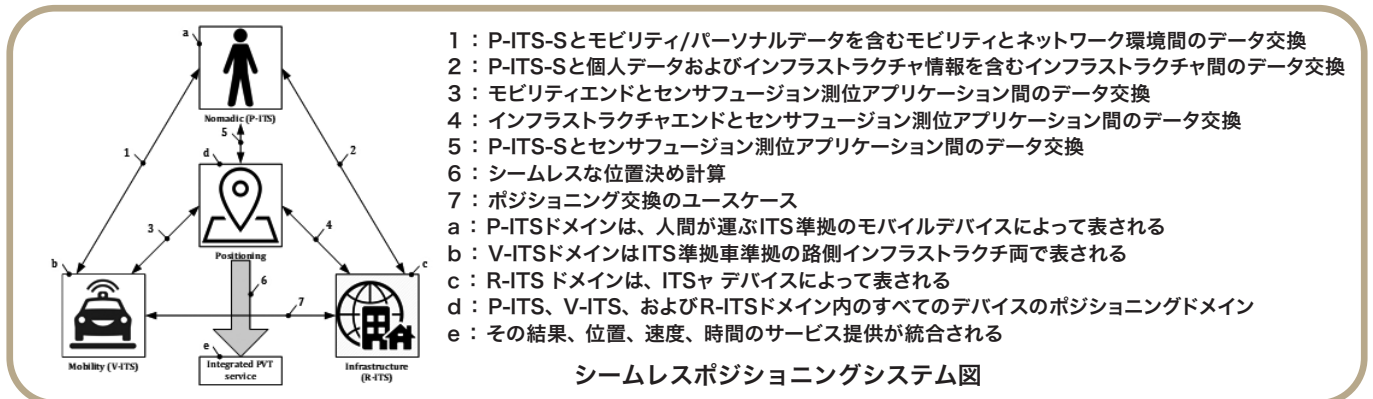 a
Nomadic (P-ITS)
5
d
1
2
3
4
Positioning
b
c
6
7
e
Mobility (V-ITS)
Integrated PVT
service
Infrastructure
(R-ITS)
1：P-ITS-Sとモビリティ/パーソナルデータを含むモビリティとネットワーク環境間のデータ交換
2：P-ITS-Sと個人データおよびインフラストラクチャ情報を含むインフラストラクチャ間のデータ交換
3：モビリティエンドとセンサフュージョン測位アプリケーション間のデータ交換
4：インフラストラクチャエンドとセンサフュージョン測位アプリケーション間のデータ交換
5：P-ITS-Sとセンサフュージョン測位アプリケーション間のデータ交換
6：シームレスな位置決め計算
7：ポジショニング交換のユースケース
a：P-ITSドメインは、人間が運ぶITS準拠のモバイルデバイスによって表される
b：V-ITSドメインはITS準拠車準拠の路側インフラストラクチ両で表される
c：R-ITS ドメインは、ITSャ デバイスによって表される
d：P-ITS、V-ITS、およびR-ITSドメイン内のすべてのデバイスのポジショニングドメイン
e：その結果、位置、速度、時間のサービス提供が統合される
シームレスポジショニングシステム図